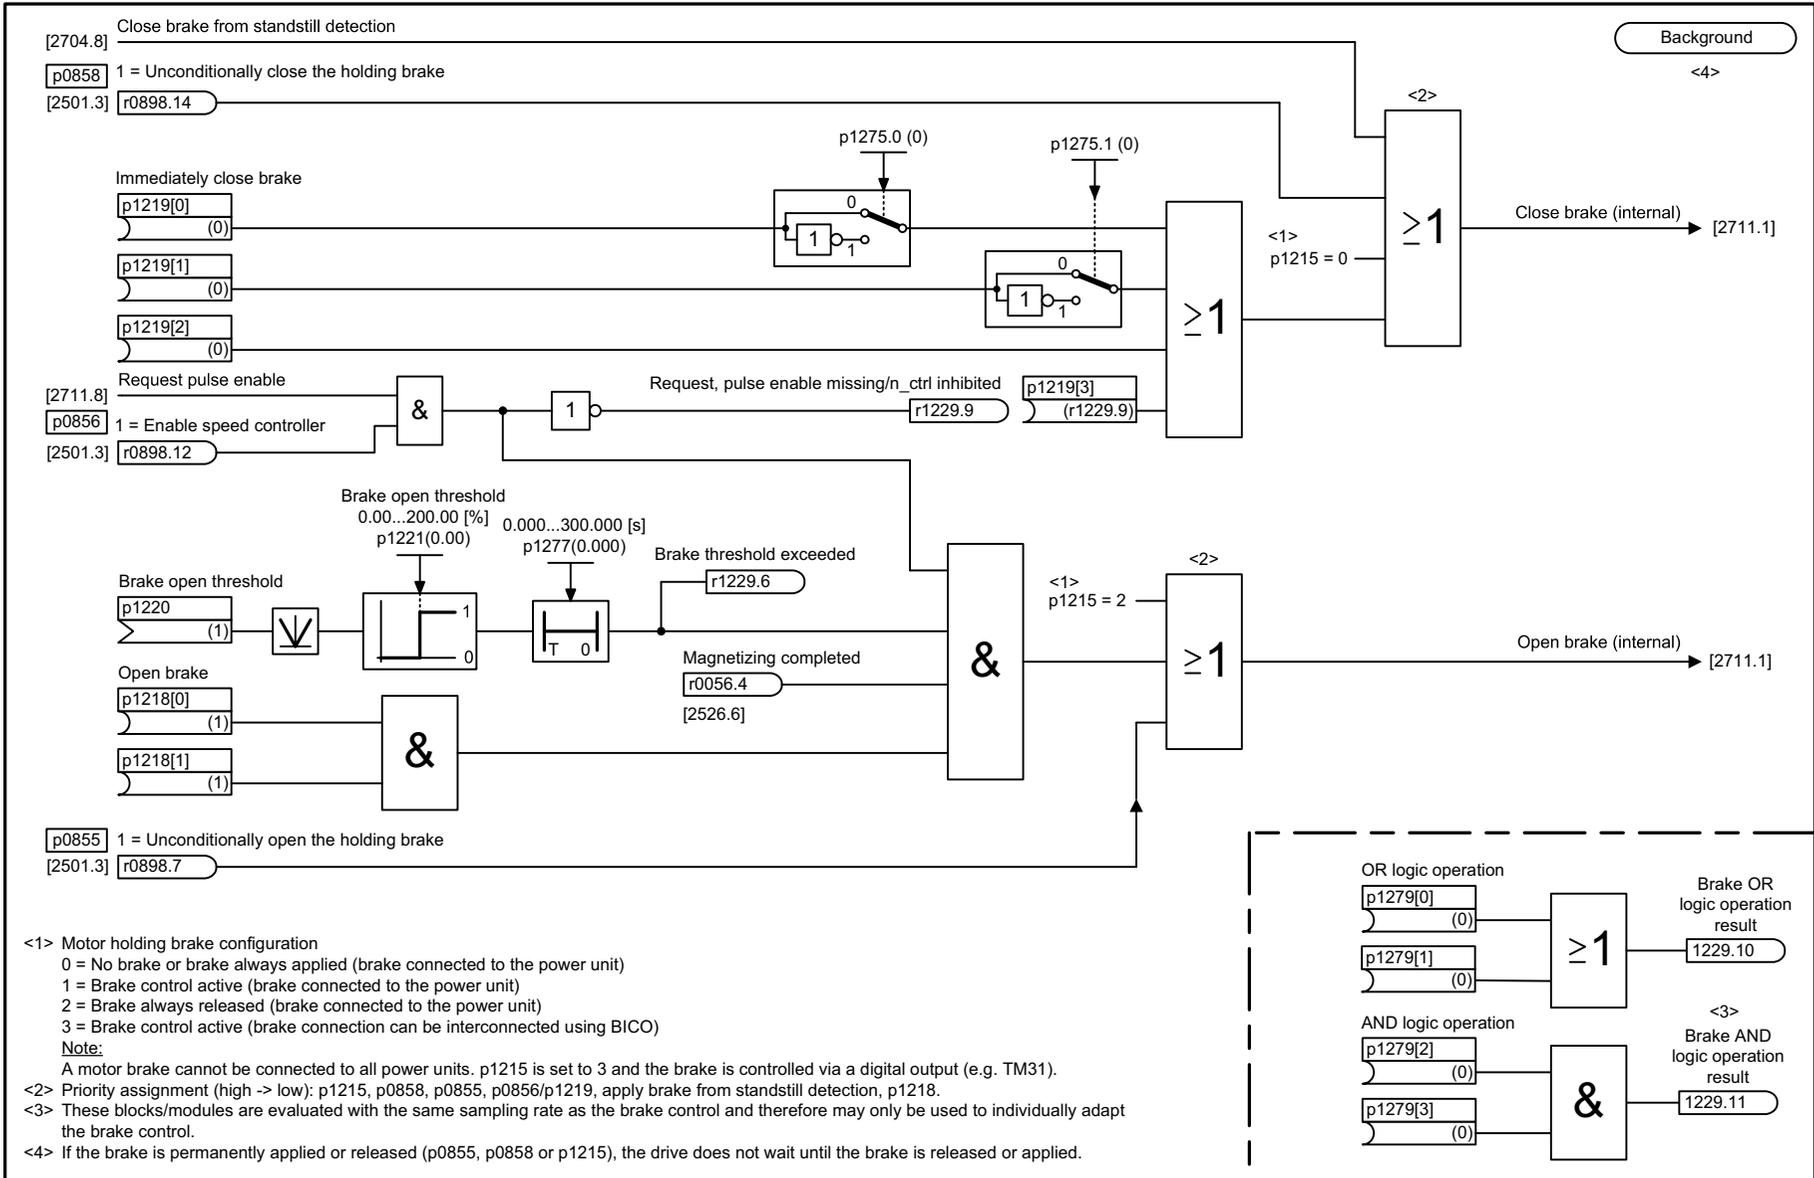 Close brake from standstill detection
[2704.8]
Background
<4>
p0858
1 = Unconditionally close the holding brake
[2501.3]
r0898.14
<2>
p1275.0 (0)
p1275.1 (0)
Immediately close brake
p1219[0]
(0)
0
1
1
≥1
Close brake (internal)
[2711.1]
<1>
p1215 = 0
p1219[1]
(0)
0
1
1
≥1
p1219[2]
(0)
Request pulse enable
[2711.8]
&
Request, pulse enable missing/n_ctrl inhibited
1
r1229.9
p1219[3]
(r1229.9)
p0856
1 = Enable speed controller
[2501.3]
r0898.12
Brake open threshold
0.00...200.00 [%]
p1221(0.00)
0.000...300.000 [s]
p1277(0.000)
Brake threshold exceeded
r1229.6
<2>
<1>
p1215 = 2
Brake open threshold
p1220
(1)
1
0
T 0
Magnetizing completed
r0056.4
[2526.6]
&
≥1
Open brake (internal)
[2711.1]
Open brake
p1218[0]
(1)
p1218[1]
(1)
&
p0855
1 = Unconditionally open the holding brake
[2501.3]
r0898.7
OR logic operation
p1279[0]
(0)
p1279[1]
(0)
≥1
Brake OR
logic operation
result
1229.10
AND logic operation
p1279[2]
(0)
p1279[3]
(0)
&
<3>
Brake AND
logic operation
result
1229.11
<1> Motor holding brake configuration
0 = No brake or brake always applied (brake connected to the power unit)
1 = Brake control active (brake connected to the power unit)
2 = Brake always released (brake connected to the power unit)
3 = Brake control active (brake connection can be interconnected using BICO)
Note:
A motor brake cannot be connected to all power units. p1215 is set to 3 and the brake is controlled via a digital output (e.g. TM31).
<2> Priority assignment (high -> low): p1215, p0858, p0855, p0856/p1219, apply brake from standstill detection, p1218.
<3> These blocks/modules are evaluated with the same sampling rate as the brake control and therefore may only be used to individually adapt
the brake control.
<4> If the brake is permanently applied or released (p0855, p0858 or p1215), the drive does not wait until the brake is released or applied.